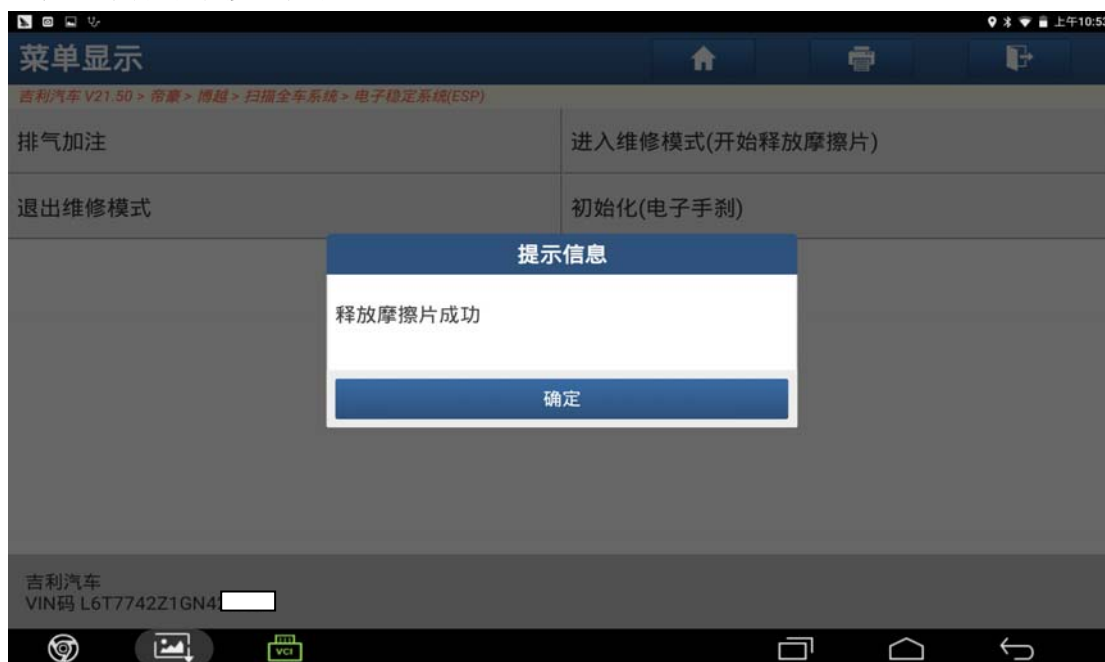 上午10:53
菜单显示
吉利汽车 V21.50 > 帝豪 > 博越 > 扫描全车系统 > 电子稳定系统(ESP)
排气加注
进入维修模式(开始释放摩擦片)
退出维修模式
初始化(电子手刹)
提示信息
释放摩擦片成功
确定
吉利汽车
VIN码 L6T7742Z1GN4
VCI